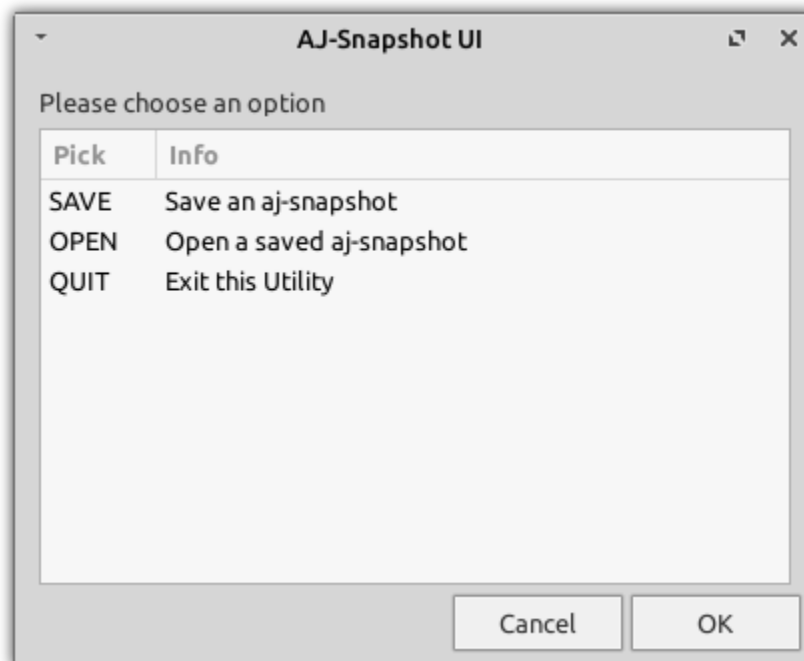 AJ-Snapshot UI
Please choose an option
Pick Info
SAVE Save an aj-snapshot
OPEN Open a saved aj-snapshot
QUIT Exit this Utility
Cancel OK